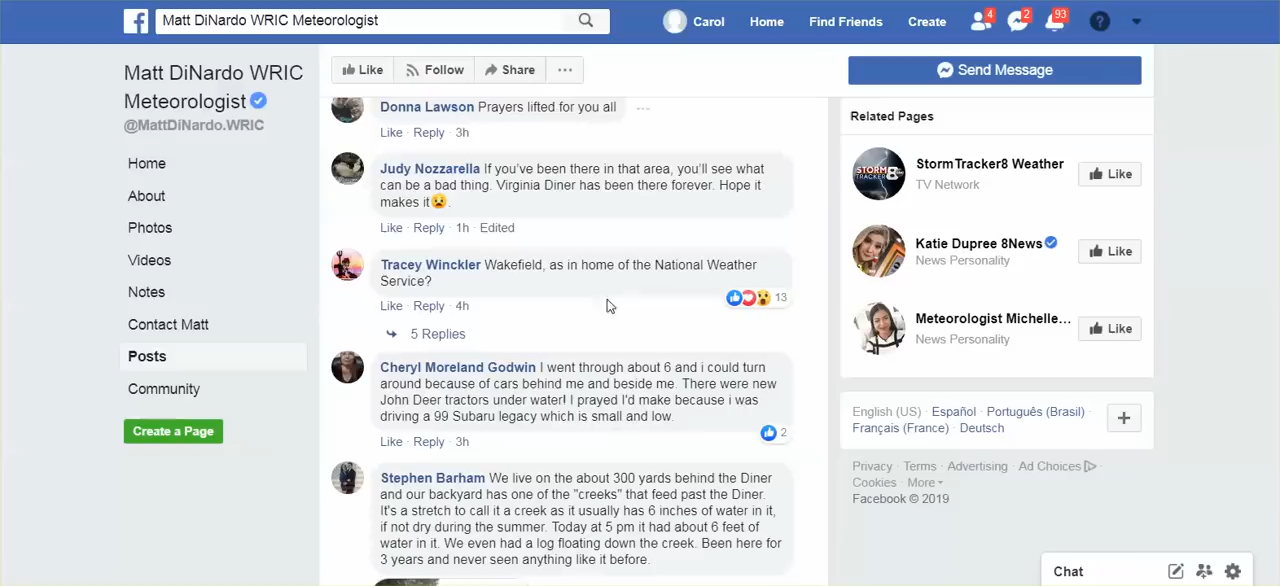 Matt DiNardo WRIC Meteorologist
Carol Home Find Friends Create 4 2 93
Matt DiNardo WRIC
Meteorologist
@MattDiNardo.WRIC
Home
About
Photos
Videos
Notes
Contact Matt
Posts
Community
Create a Page
Like Follow Share ...
Donna Lawson Prayers lifted for you all ...
Like · Reply · 3h
Judy Nozzarella If you've been there in that area, you'll see what
can be a bad thing. Virginia Diner has been there forever. Hope it
makes it😧.
Like · Reply · 1h · Edited
Tracey Winckler Wakefield, as in home of the National Weather
Service?
13
Like · Reply · 4h
5 Replies
Cheryl Moreland Godwin I went through about 6 and i could turn
around because of cars behind me and beside me. There were new
John Deer tractors under water! I prayed I'd make because i was
driving a 99 Subaru legacy which is small and low.
2
Like · Reply · 3h
Stephen Barham We live on the about 300 yards behind the Diner
and our backyard has one of the "creeks" that feed past the Diner.
It's a stretch to call it a creek as it usually has 6 inches of water in it,
if not dry during the summer. Today at 5 pm it had about 6 feet of
water in it. We even had a log floating down the creek. Been here for
3 years and never seen anything like it before.
Send Message
Related Pages
STORM
TRACKER8
StormTracker8 Weather
TV Network
Like
Katie Dupree 8News
News Personality
Like
Meteorologist Michelle...
News Personality
Like
English (US) · Español · Português (Brasil) ·
Français (France) · Deutsch
Privacy · Terms · Advertising · Ad Choices ·
Cookies · More
Facebook © 2019
Chat